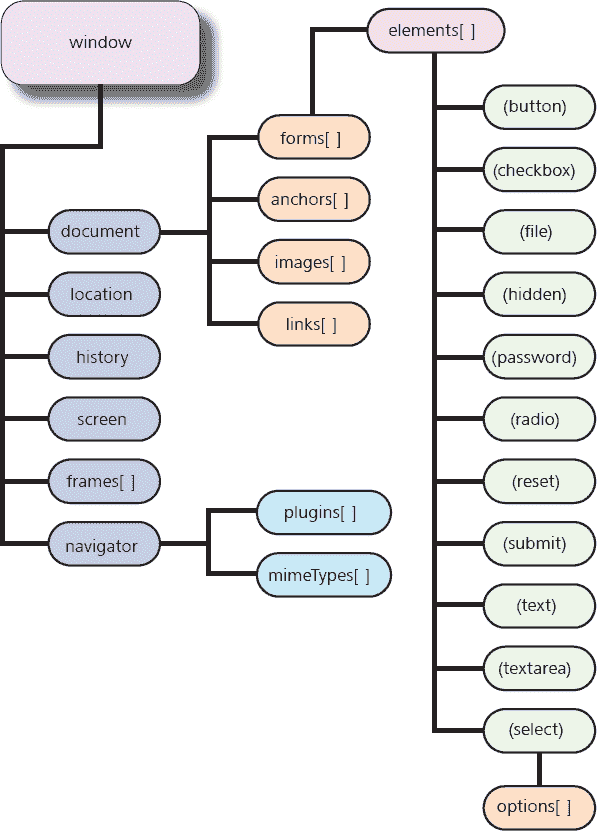 window
document
location
history
screen
frames[ ]
navigator
forms[ ]
anchors[ ]
images[ ]
links[ ]
plugins[ ]
mimeTypes[ ]
elements[ ]
(button)
(checkbox)
(file)
(hidden)
(password)
(radio)
(reset)
(submit)
(text)
(textarea)
(select)
options[ ]